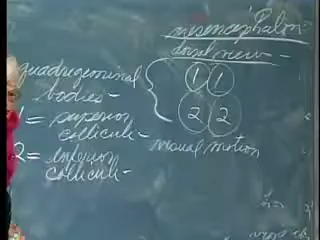 mesencephalon
dorsal view -
quadrigeminal
bodies -
1 1
2 2
1 = superior
colliculi -
2 = inferior
colliculi -
visual motion